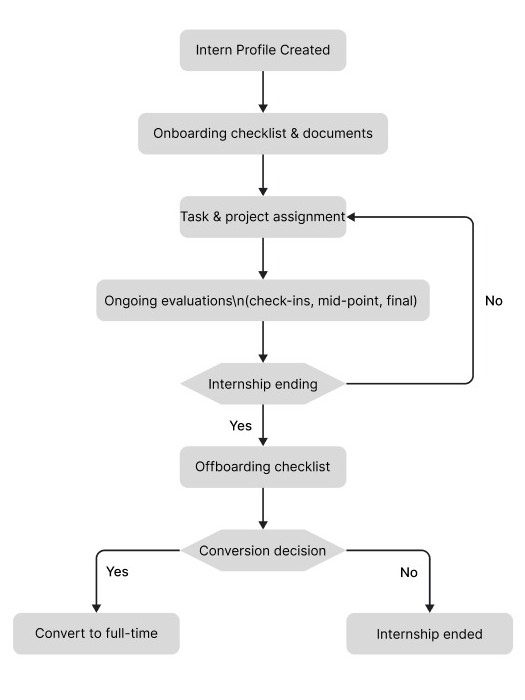 Intern Profile Created
Onboarding checklist & documents
Task & project assignment
Ongoing evaluations\n(check-ins, mid-point, final)
No
Internship ending
Yes
Offboarding checklist
Conversion decision
Yes
No
Convert to full-time
Internship ended